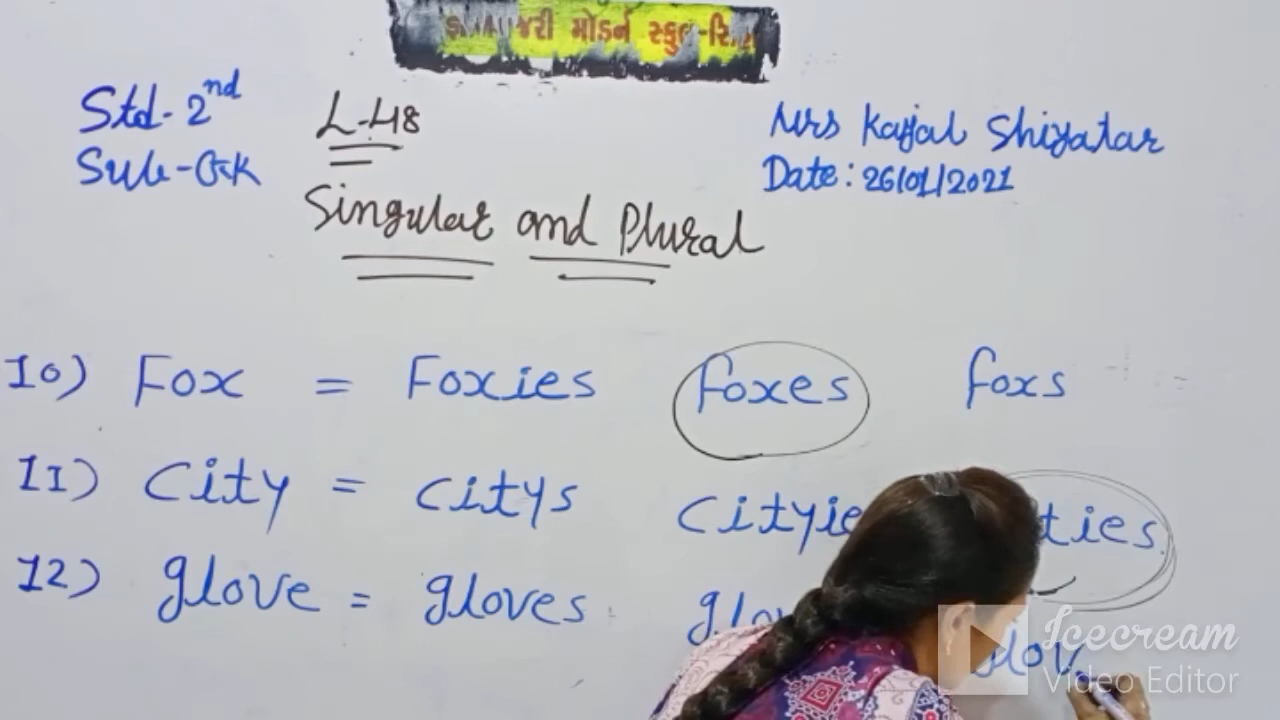 મોડર્ન સ્કુલ
Std-2nd
Sub-GK
L-48
Mrs Kajal Shiyatar
Date: 26/01/2021
Singular and Plural
10) Fox = Foxies foxes foxs
11) City = Citys
12) glove = gloves
Icecream
Video Editor